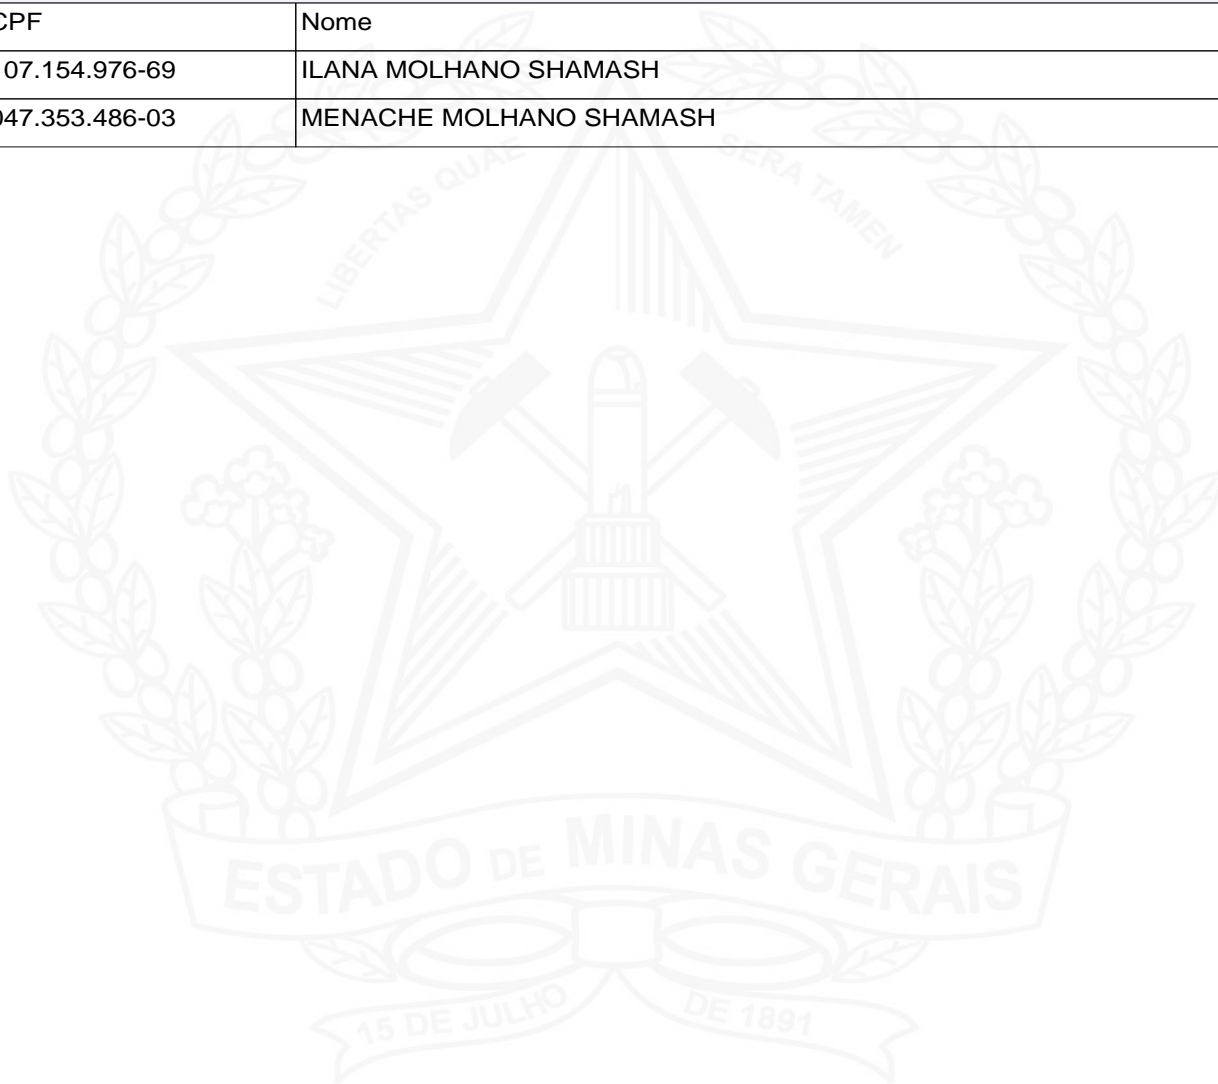 CPF Nome
07.154.976-69 ILANA MOLHANO SHAMASH
047.353.486-03 MENACHE MOLHANO SHAMASH
LIBERTAS QUAE SERA TAMEN
ESTADO DE MINAS GERAIS
15 DE JULHO DE 1891